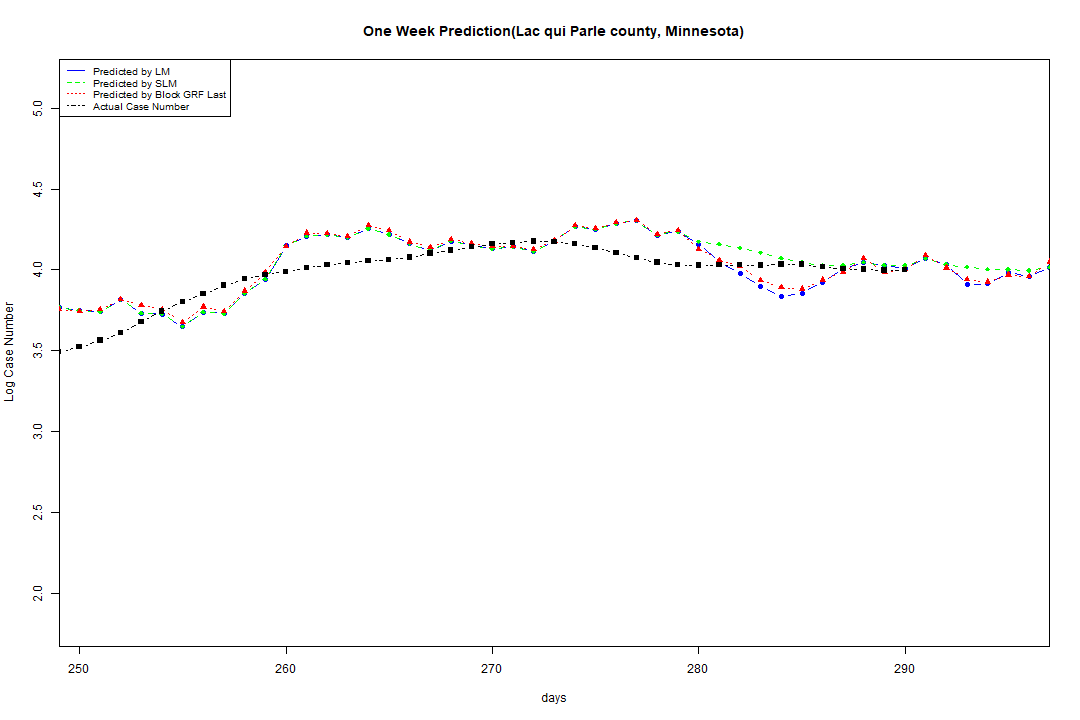 One Week Prediction(Lac qui Parle county, Minnesota)
Predicted by LM
Predicted by SLM
Predicted by Block GRF Last
Actual Case Number
5.0
4.5
4.0
3.5
3.0
2.5
2.0
Log Case Number
250 260 270 280 290
days